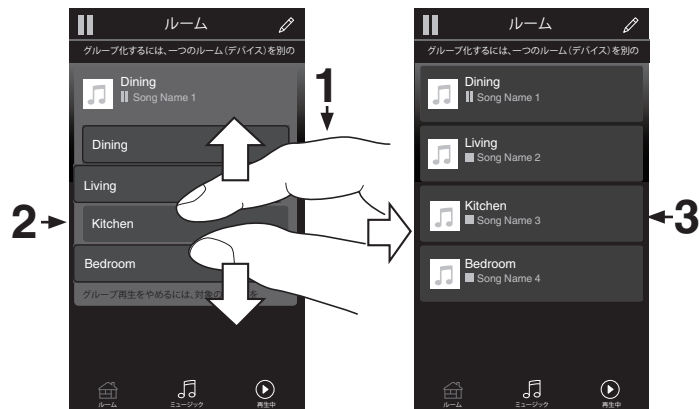 ルーム
グループ化するには、一つのルーム（デバイス）を別の
Dining
Song Name 1
Dining
Living
Kitchen
Bedroom
グループ再生をやめるには、対象の
を
ルーム
ミュージック
再生中
1
2
ルーム
グループ化するには、一つのルーム（デバイス）を別の
Dining
Song Name 1
Living
Song Name 2
Kitchen
Song Name 3
Bedroom
Song Name 4
ルーム
ミュージック
再生中
3